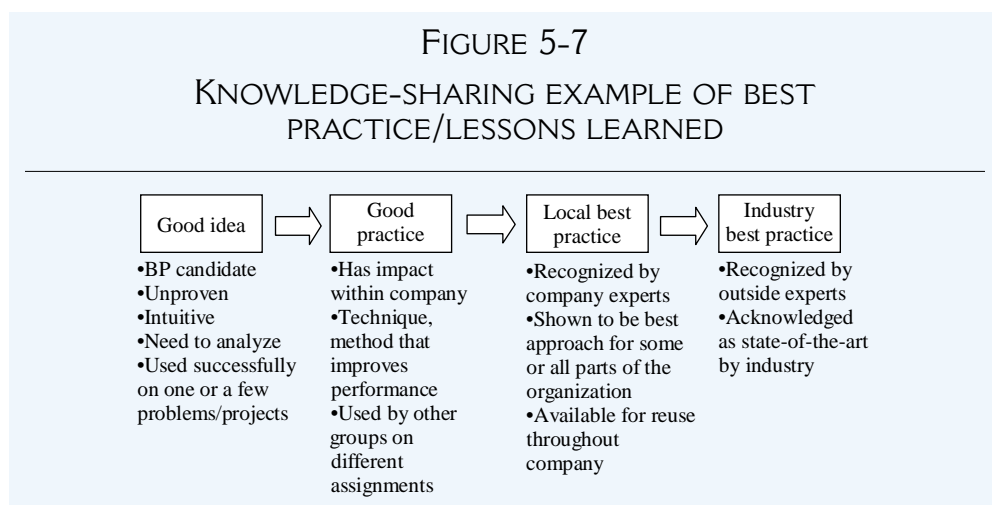 FIGURE 5-7
KNOWLEDGE-SHARING EXAMPLE OF BEST
PRACTICE/LESSONS LEARNED
Good idea
•BP candidate
•Unproven
•Intuitive
•Need to analyze
•Used successfully
on one or a few
problems/projects
Good
practice
•Has impact
within company
•Technique,
method that
improves
performance
•Used by other
groups on
different
assignments
Local best
practice
•Recognized by
company experts
•Shown to be best
approach for some
or all parts of the
organization
•Available for reuse
throughout
company
Industry
best practice
•Recognized by
outside experts
•Acknowledged
as state-of-the-art
by industry